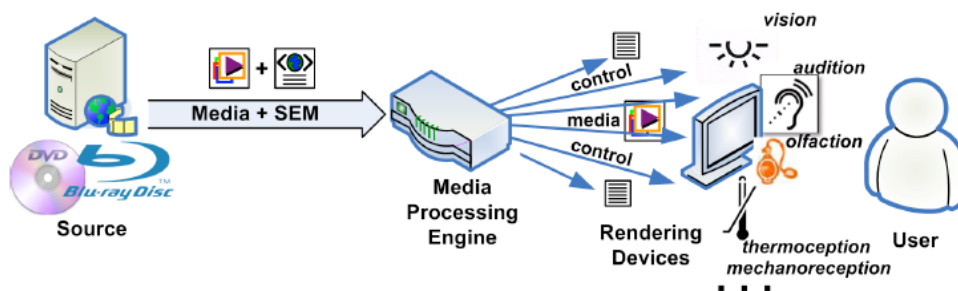 vision
control
audition
Media + SEM
media
olfaction
control
DVD
Blu-ray Disc
TM
Source
Media
Processing
Engine
Rendering
Devices
thermoception
mechanoreception
User